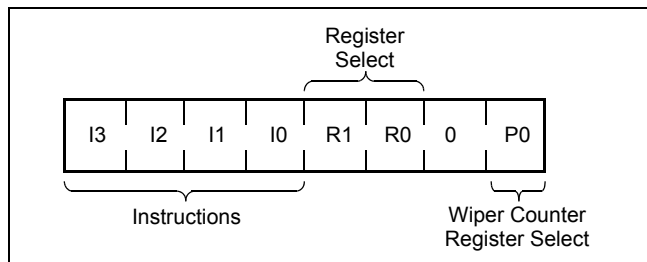 Register
Select
I3 I2 I1 I0 R1 R0 0 P0
Instructions
Wiper Counter
Register Select